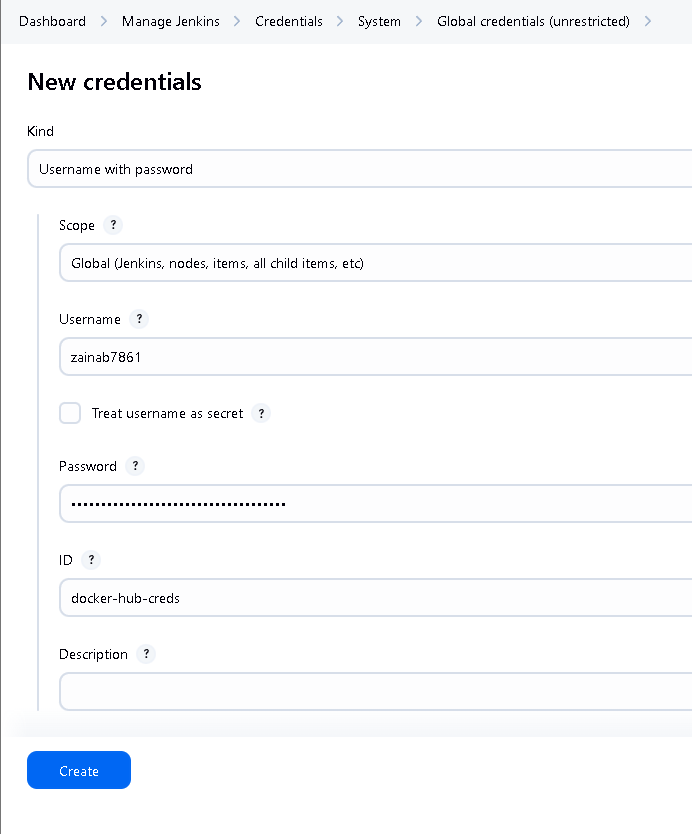 Dashboard > Manage Jenkins > Credentials > System > Global credentials (unrestricted) >
New credentials
Kind
Username with password
Scope ?
Global (Jenkins, nodes, items, all child items, etc)
Username ?
zainab7861
Treat username as secret ?
Password ?
••••••••••••••••••••••••••••••••••••
ID ?
docker-hub-creds
Description ?
Create